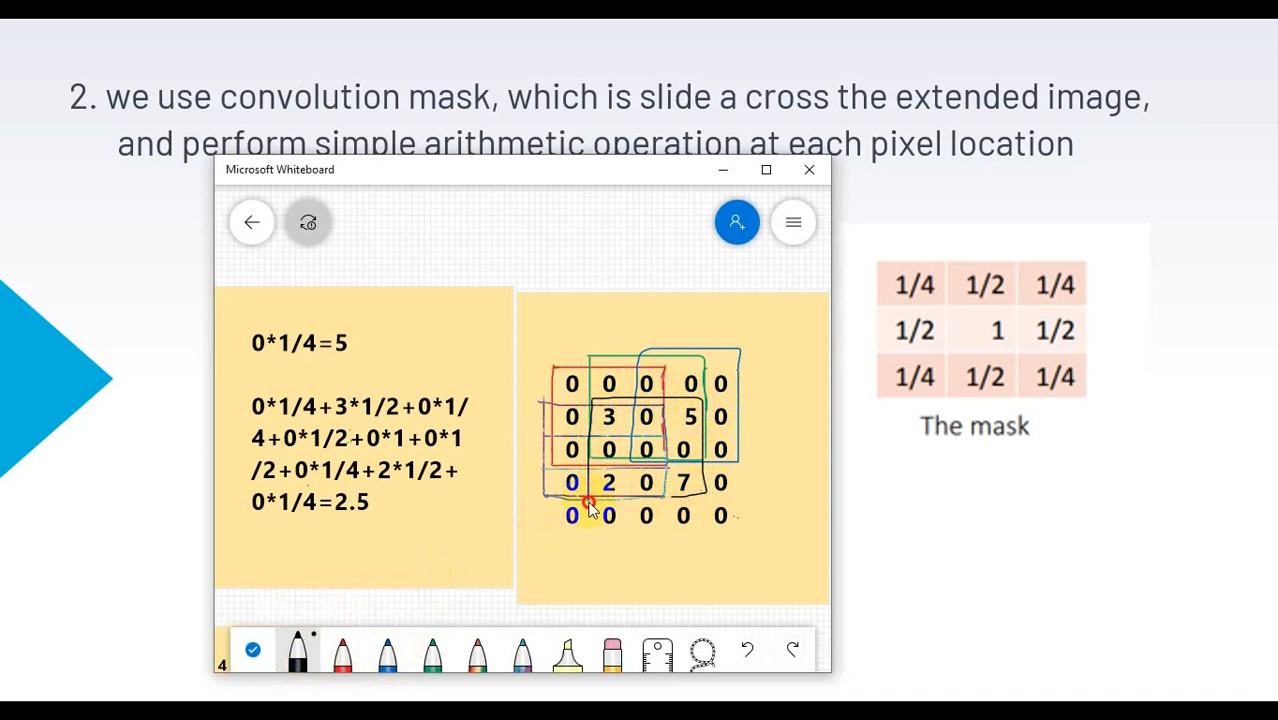 2. we use convolution mask, which is slide a cross the extended image,
and perform simple arithmetic operation at each pixel location
Microsoft Whiteboard
0*1/4=5
0*1/4+3*1/2+0*1/
4+0*1/2+0*1+0*1
/2+0*1/4+2*1/2+
0*1/4=2.5
0 0 0 0 0
0 3 0 5 0
0 0 0 0 0
0 2 0 7 0
0 0 0 0 0
1/4 1/2 1/4
1/2 1 1/2
1/4 1/2 1/4
The mask
4